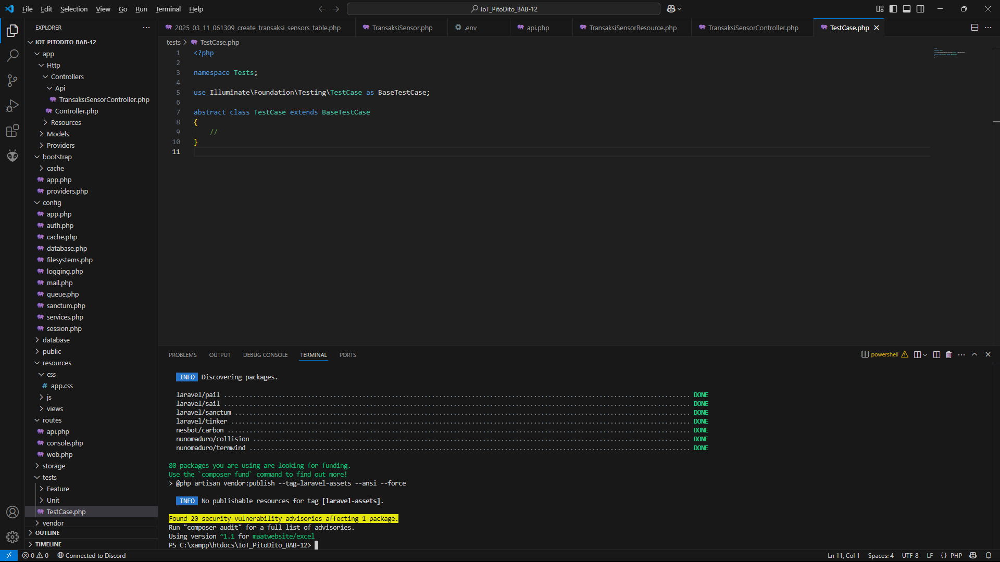 File Edit Selection View Go Run Terminal Help
IoT_PitoDito_BAB-12
EXPLORER
IOT_PITODITO_BAB-12
app
Http
Controllers
Api
TransaksiSensorController.php
Controller.php
Resources
Models
Providers
bootstrap
cache
app.php
providers.php
config
app.php
auth.php
cache.php
database.php
filesystems.php
logging.php
mail.php
queue.php
sanctum.php
services.php
session.php
database
public
resources
css
# app.css
js
views
routes
api.php
console.php
web.php
storage
tests
Feature
Unit
TestCase.php
vendor
OUTLINE
TIMELINE
2025_03_11_061309_create_transaksi_sensors_table.php TransaksiSensor.php .env api.php TransaksiSensorResource.php TransaksiSensorController.php TestCase.php
tests > TestCase.php
1 <?php
2
3 namespace Tests;
4
5 use Illuminate\Foundation\Testing\TestCase as BaseTestCase;
6
7 abstract class TestCase extends BaseTestCase
8 {
9 //
10 }
11
PROBLEMS OUTPUT DEBUG CONSOLE TERMINAL PORTS
powershell
INFO Discovering packages.
laravel/pail ................................................................ DONE
laravel/sail ................................................................ DONE
laravel/sanctum ................................................................ DONE
laravel/tinker ................................................................ DONE
nesbot/carbon ................................................................ DONE
nunomaduro/collision ................................................................ DONE
nunomaduro/termwind ................................................................ DONE
80 packages you are using are looking for funding.
Use the `composer fund` command to find out more!
> @php artisan vendor:publish --tag=laravel-assets --ansi --force
INFO No publishable resources for tag [laravel-assets].
Found 20 security vulnerability advisories affecting 1 package.
Run "composer audit" for a full list of advisories.
Using version ^1.1 for maatwebsite/excel
PS C:\xampp\htdocs\IoT_PitoDito_BAB-12>
0 0 Connected to Discord
Ln 11, Col 1 Spaces: 4 UTF-8 LF {} PHP